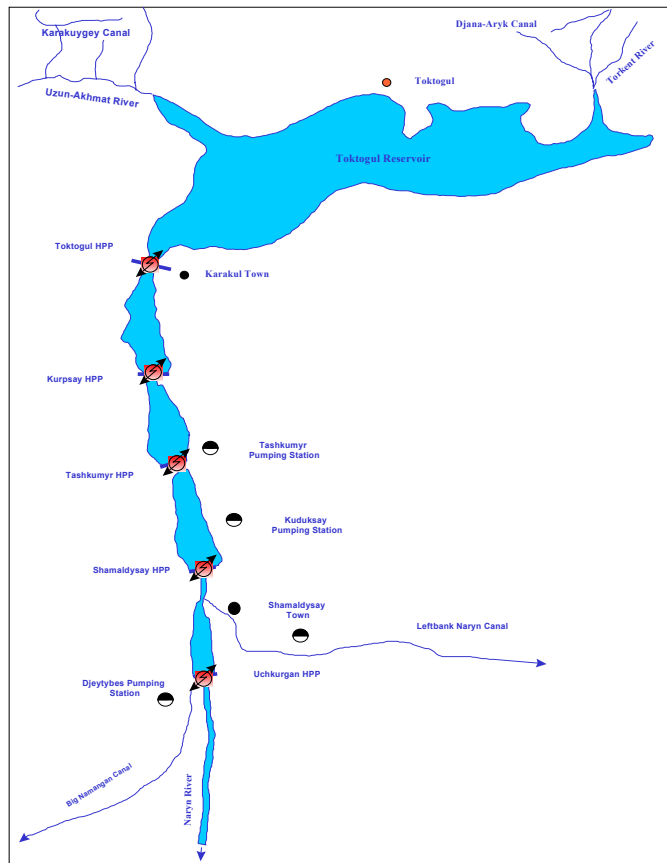 Karakuygey Canal
Djana-Aryk Canal
Torkent River
Uzun-Akhmat River
Toktogul
Toktogul Reservoir
Toktogul HPP
Karakul Town
Kurpsay HPP
Tashkumyr
Pumping Station
Tashkumyr HPP
Kuduksay
Pumping Station
Shamaldysay HPP
Shamaldysay
Town
Leftbank Naryn Canal
Uchkurgan HPP
Djeytybes Pumping
Station
Big Namangan Canal
Naryn River